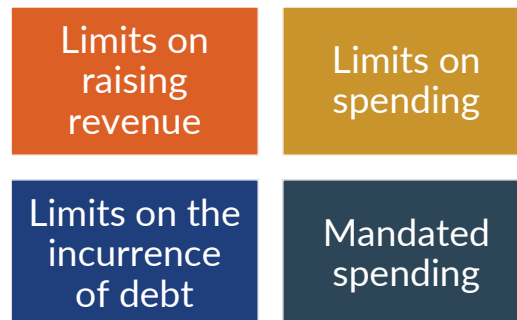 Limits on
raising
revenue
Limits on
spending
Limits on the
incurrence
of debt
Mandated
spending